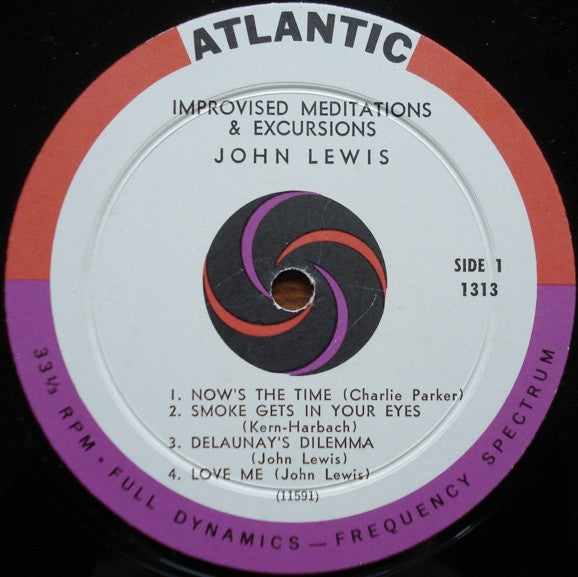 ATLANTIC
IMPROVISED MEDITATIONS
& EXCURSIONS
JOHN LEWIS
SIDE 1
1313
1. NOW'S THE TIME (Charlie Parker)
2. SMOKE GETS IN YOUR EYES
(Kern-Harbach)
3. DELAUNAY'S DILEMMA
(John Lewis)
4. LOVE ME (John Lewis)
(11591)
33⅓ RPM • FULL DYNAMICS — FREQUENCY SPECTRUM